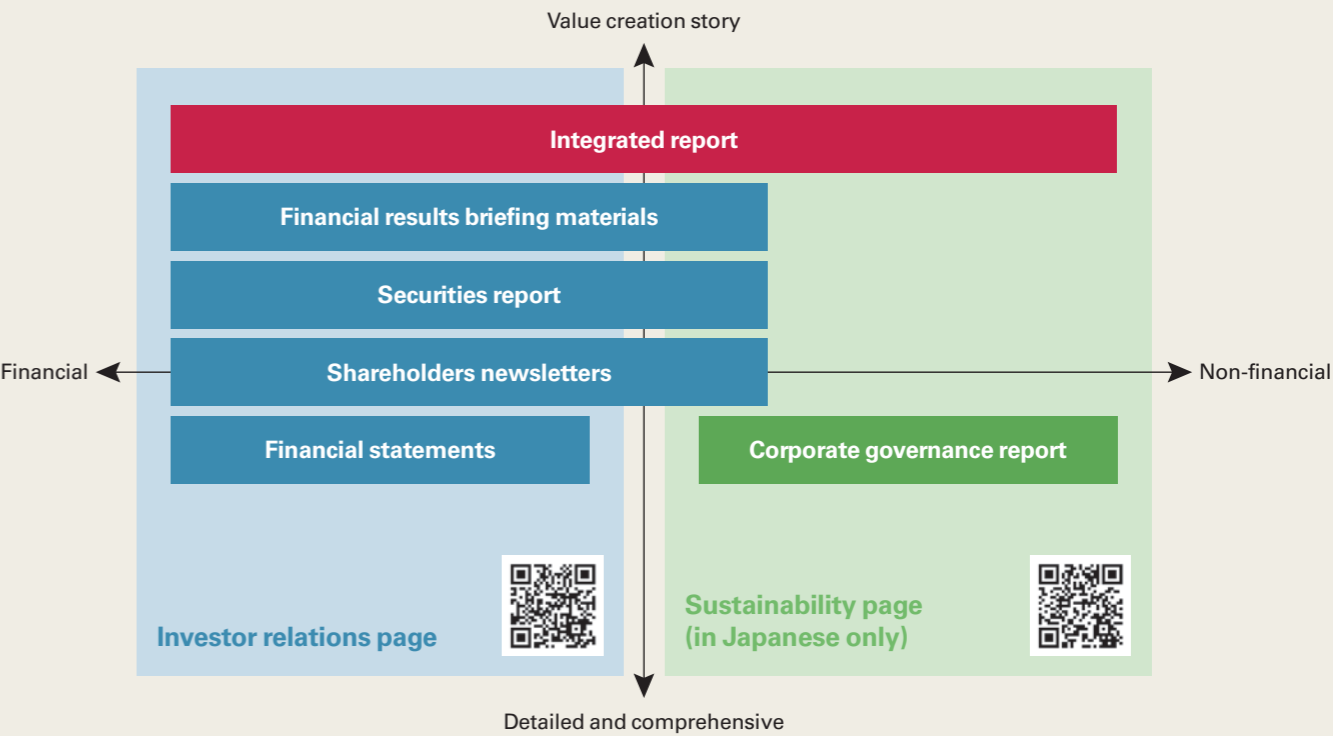 Value creation story
Integrated report
Financial results briefing materials
Securities report
Financial
Shareholders newsletters
Non-financial
Financial statements
Corporate governance report
Investor relations page
Sustainability page
(in Japanese only)
Detailed and comprehensive